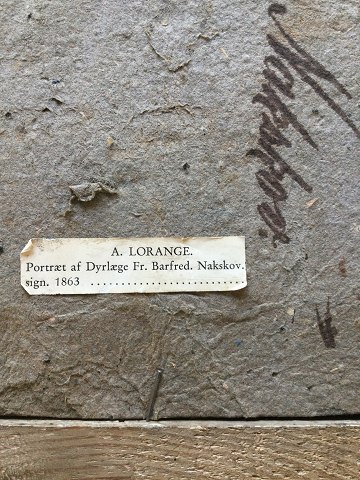 A. LORANGE.
Portræt af Dyrlæge Fr. Barfred. Nakskov.
sign. 1863 ..............................
Nakskov.